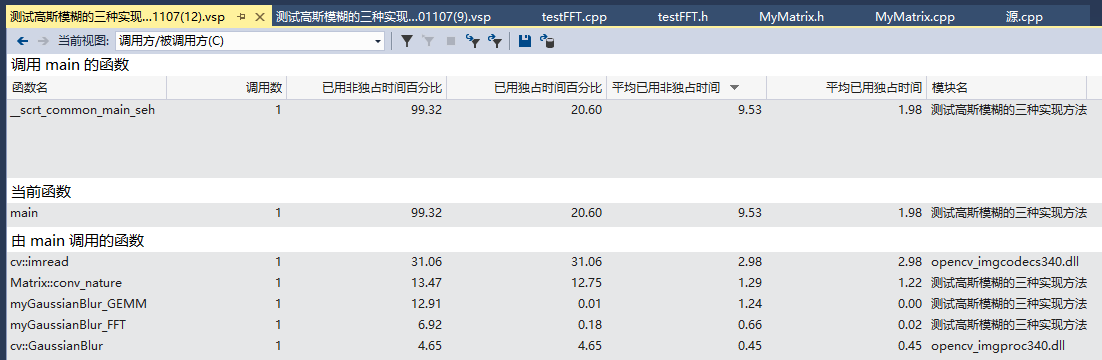 测试高斯模糊的三种实现...1107(12).vsp 测试高斯模糊的三种实现...01107(9).vsp testFFT.cpp testFFT.h MyMatrix.h MyMatrix.cpp 源.cpp
当前视图: 调用方/被调用方(C)
调用 main 的函数
函数名 调用数 已用非独占时间百分比 已用独占时间百分比 平均已用非独占时间 平均已用独占时间 模块名
__scrt_common_main_seh 1 99.32 20.60 9.53 1.98 测试高斯模糊的三种实现方法
当前函数
main 1 99.32 20.60 9.53 1.98 测试高斯模糊的三种实现方法
由 main 调用的函数
cv::imread 1 31.06 31.06 2.98 2.98 opencv_imgcodecs340.dll
Matrix::conv_nature 1 13.47 12.75 1.29 1.22 测试高斯模糊的三种实现方法
myGaussianBlur_GEMM 1 12.91 0.01 1.24 0.00 测试高斯模糊的三种实现方法
myGaussianBlur_FFT 1 6.92 0.18 0.66 0.02 测试高斯模糊的三种实现方法
cv::GaussianBlur 1 4.65 4.65 0.45 0.45 opencv_imgproc340.dll